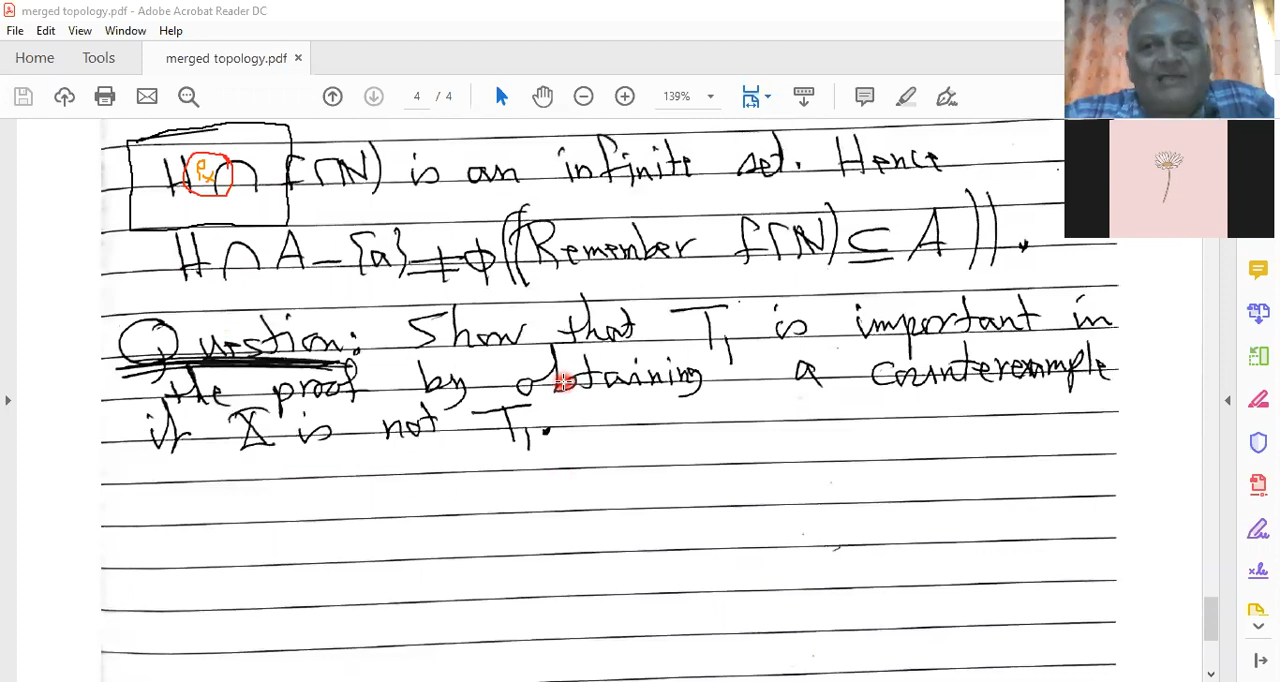 merged topology.pdf - Adobe Acrobat Reader DC
File Edit View Window Help
Home Tools merged topology.pdf ×
4 / 4 139%
H ∩ f(ℕ) is an infinite set. Hence
H ∩ A - {a} ≠ ϕ ((Remember f(ℕ) ⊆ A)).
Question: Show that T₁ is important in
the proof by obtaining a counterexample
if X is not T₁.